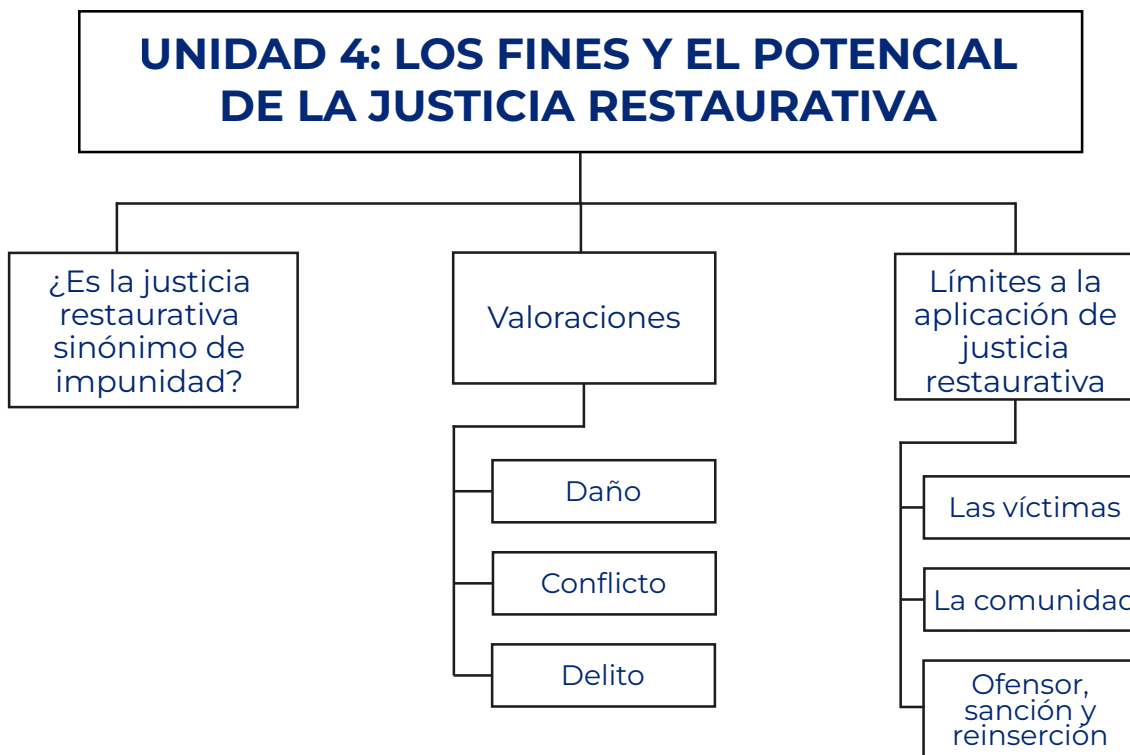 UNIDAD 4: LOS FINES Y EL POTENCIAL
DE LA JUSTICIA RESTAURATIVA
¿Es la justicia
restaurativa
sinónimo de
impunidad?
Valoraciones
Daño
Conflicto
Delito
Límites a la
aplicación de
justicia
restaurativa
Las víctimas
La comunidad
Ofensor,
sanción y
reinserción